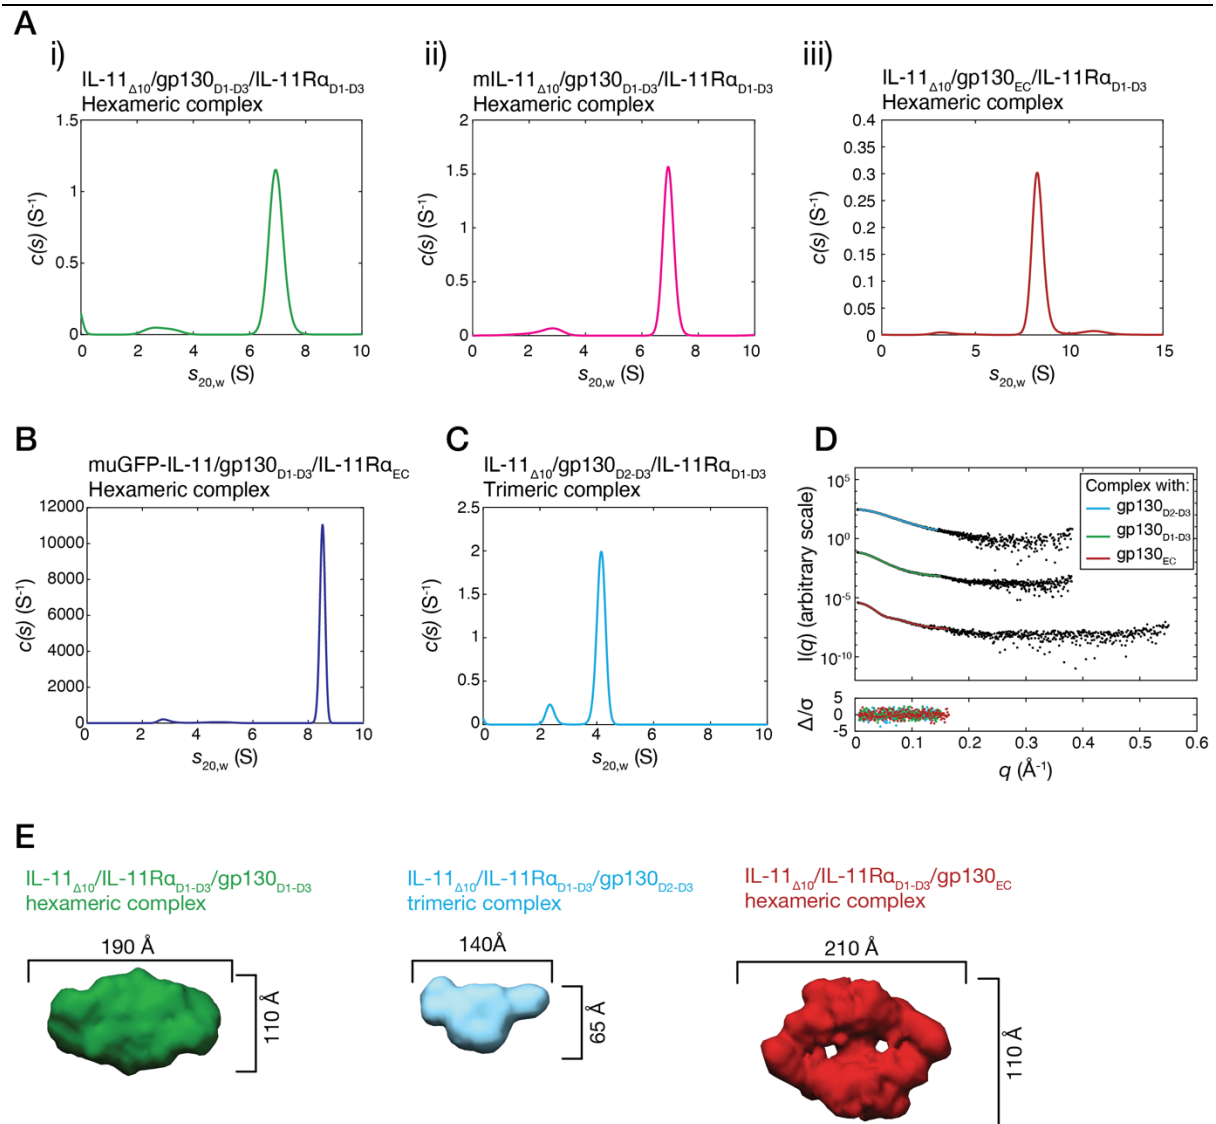 A
i)
IL-11Δ10/gp130D1-D3/IL-11RαD1-D3
Hexameric complex
1.5
1
0.5
0
c(s) (S-1)
0 2 4 6 8 10
s20,w (S)
ii)
mIL-11Δ10/gp130D1-D3/IL-11RαD1-D3
Hexameric complex
2
1.5
1
0.5
0
c(s) (S-1)
0 2 4 6 8 10
s20,w (S)
iii)
IL-11Δ10/gp130EC/IL-11RαD1-D3
Hexameric complex
0.4
0.35
0.3
0.25
0.2
0.15
0.1
0.05
0
c(s) (S-1)
0 5 10 15
s20,w (S)
B
muGFP-IL-11/gp130D1-D3/IL-11RαEC
Hexameric complex
12000
10000
8000
6000
4000
2000
0
c(s) (S-1)
0 2 4 6 8 10
s20,w (S)
C
IL-11Δ10/gp130D2-D3/IL-11RαD1-D3
Trimeric complex
2.5
2
1.5
1
0.5
0
c(s) (S-1)
0 2 4 6 8 10
s20,w (S)
D
Complex with:
gp130D2-D3
gp130D1-D3
gp130EC
10^5
10^0
10^-5
10^-10
I(q) (arbitrary scale)
5
0
-5
Δ/σ
0 0.1 0.2 0.3 0.4 0.5 0.6
q (Å-1)
E
IL-11Δ10/IL-11RαD1-D3/gp130D1-D3
hexameric complex
190 Å
110 Å
IL-11Δ10/IL-11RαD1-D3/gp130D2-D3
trimeric complex
140Å
65 Å
IL-11Δ10/IL-11RαD1-D3/gp130EC
hexameric complex
210 Å
110 Å